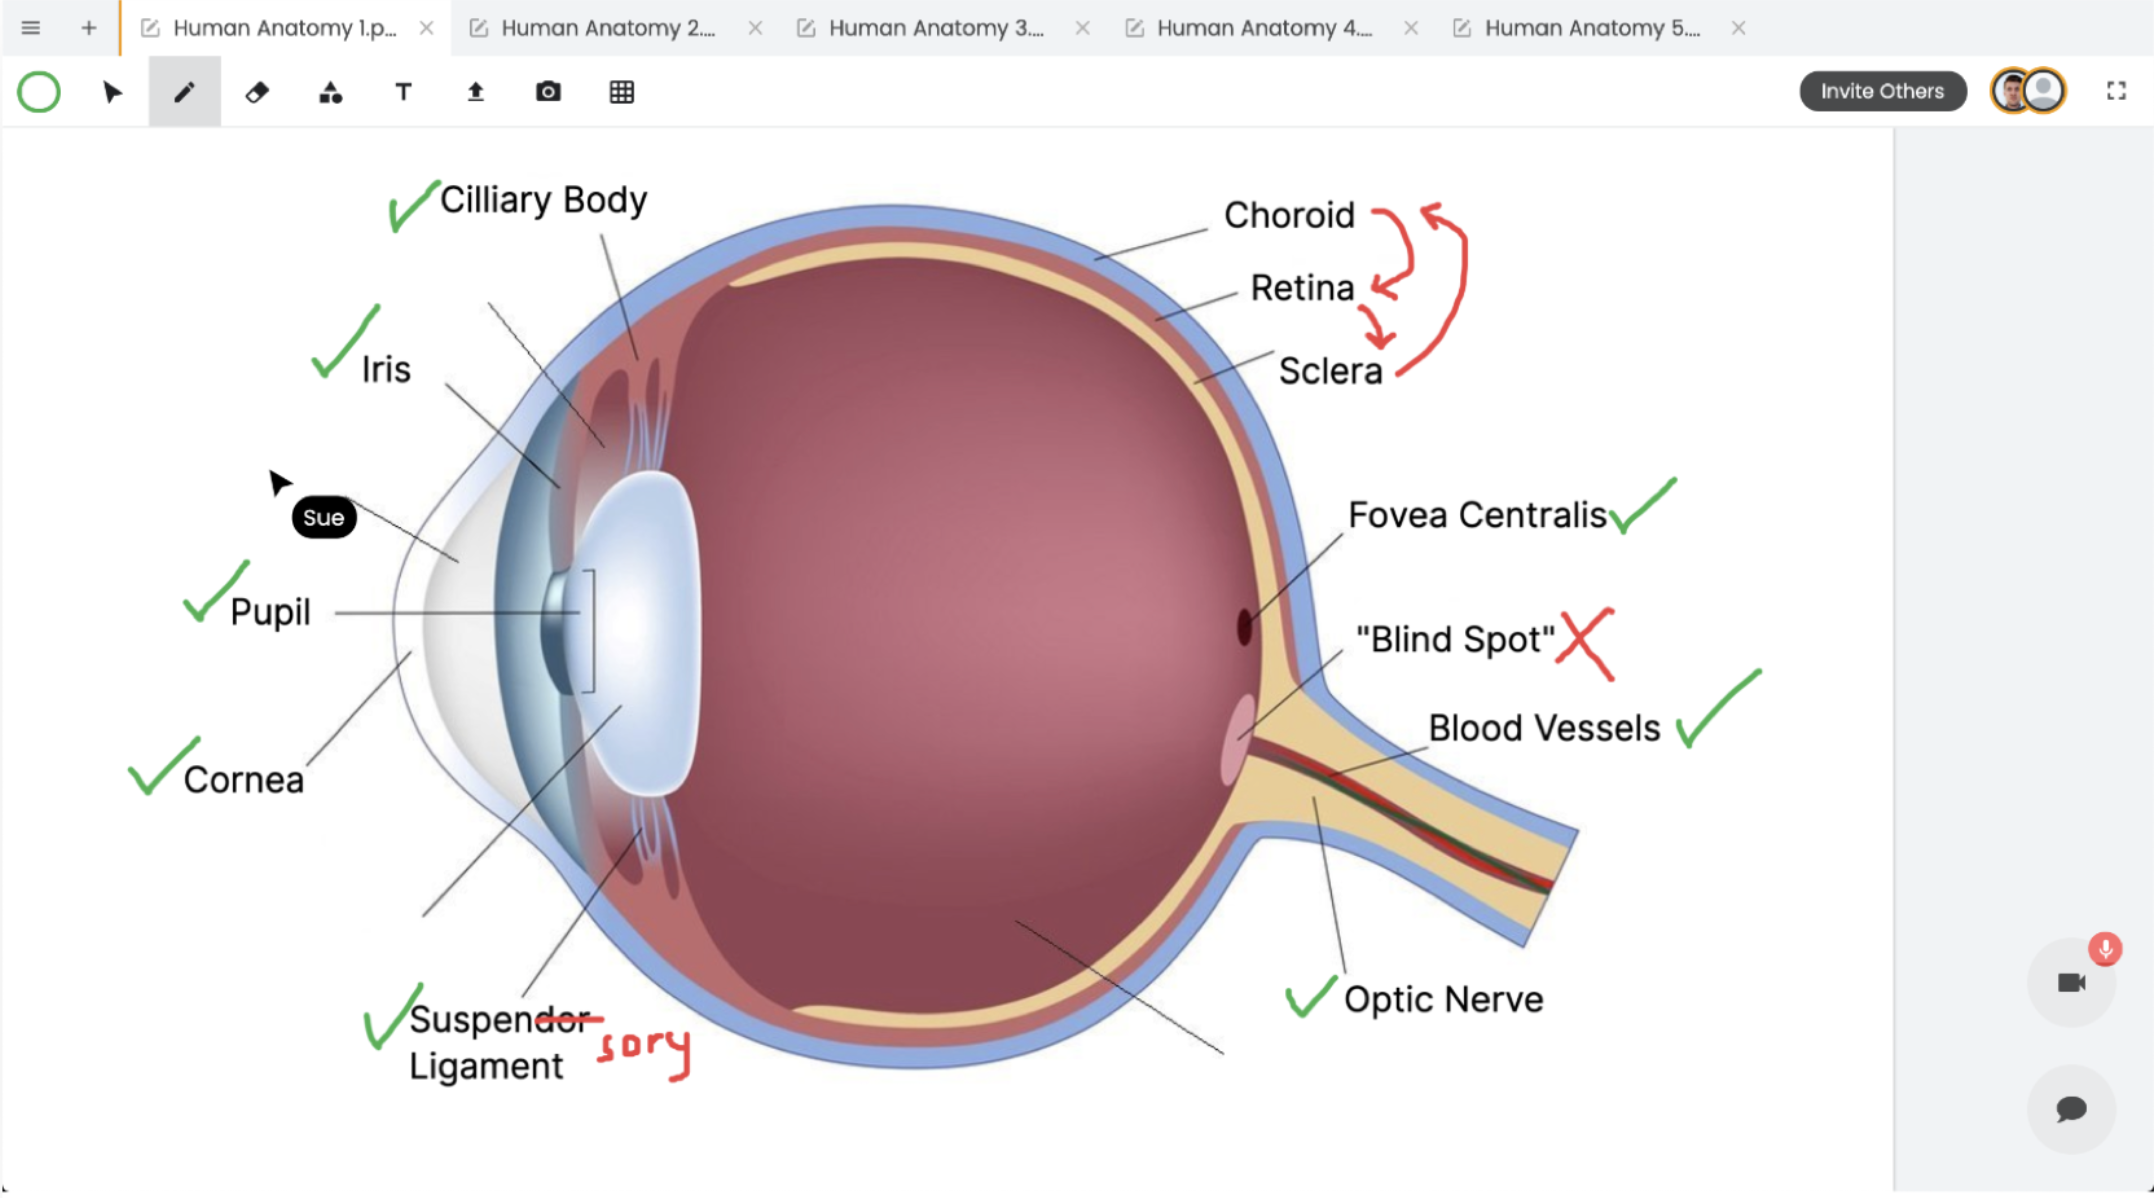 Human Anatomy 1.p...
Human Anatomy 2....
Human Anatomy 3....
Human Anatomy 4....
Human Anatomy 5....
T
Invite Others
Cilliary Body
Choroid
Retina
Iris
Sclera
Sue
Fovea Centralis
Pupil
"Blind Spot"
Blood Vessels
Cornea
Optic Nerve
Suspendor
sory
Ligament